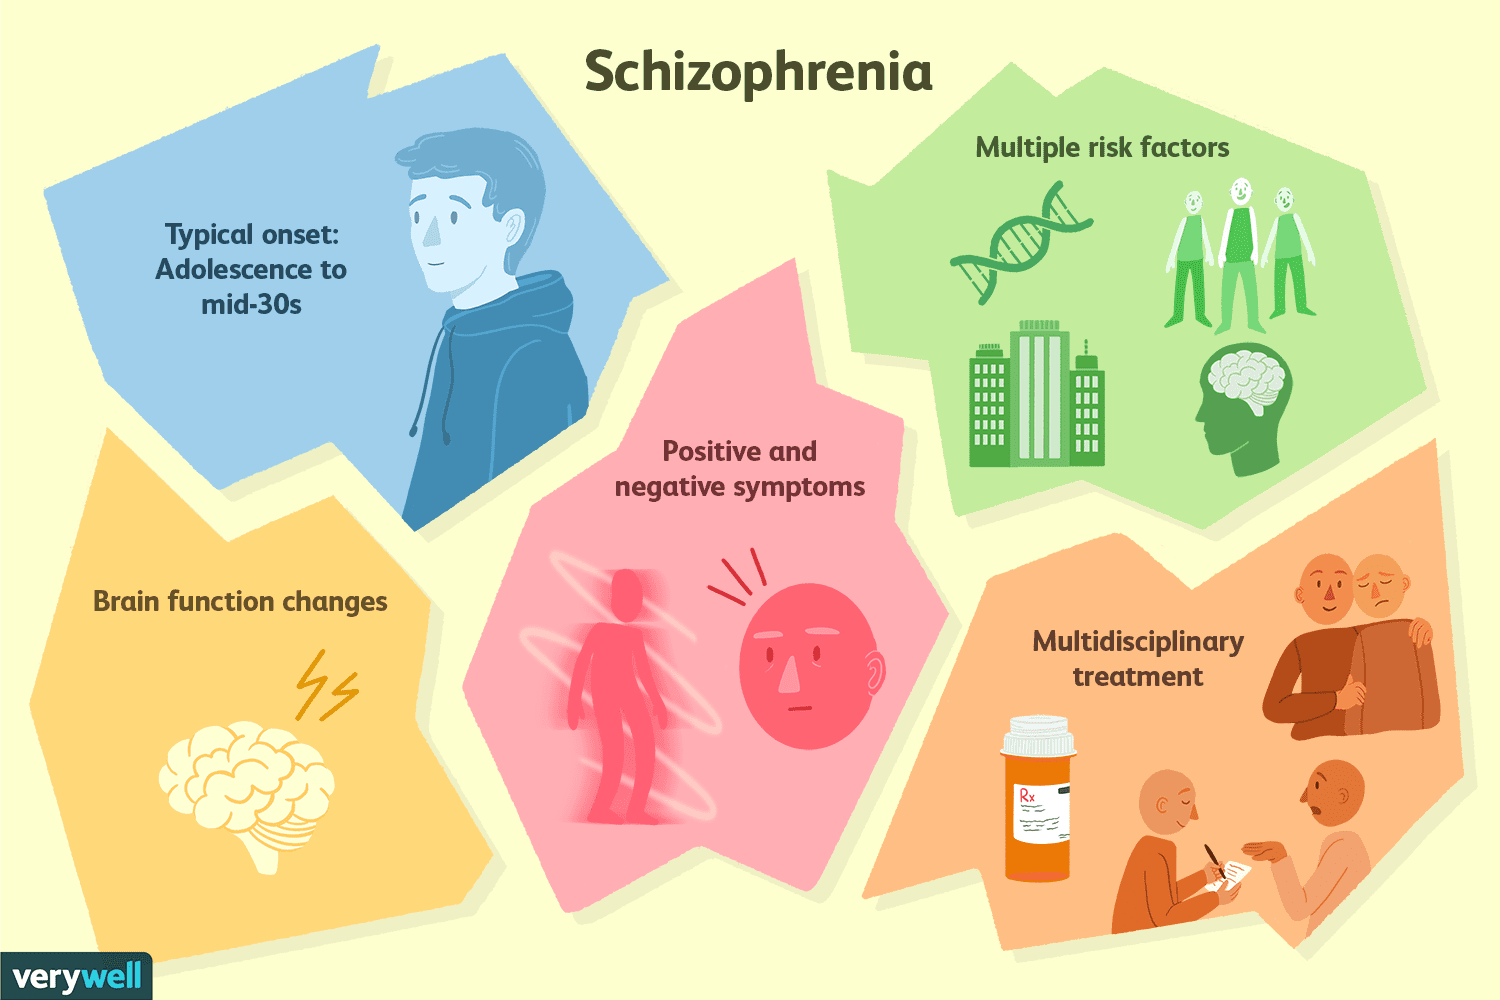 Schizophrenia
Typical onset:
Adolescence to
mid-30s
Multiple risk factors
Positive and
negative symptoms
Brain function changes
Multidisciplinary
treatment
Rx
verywell